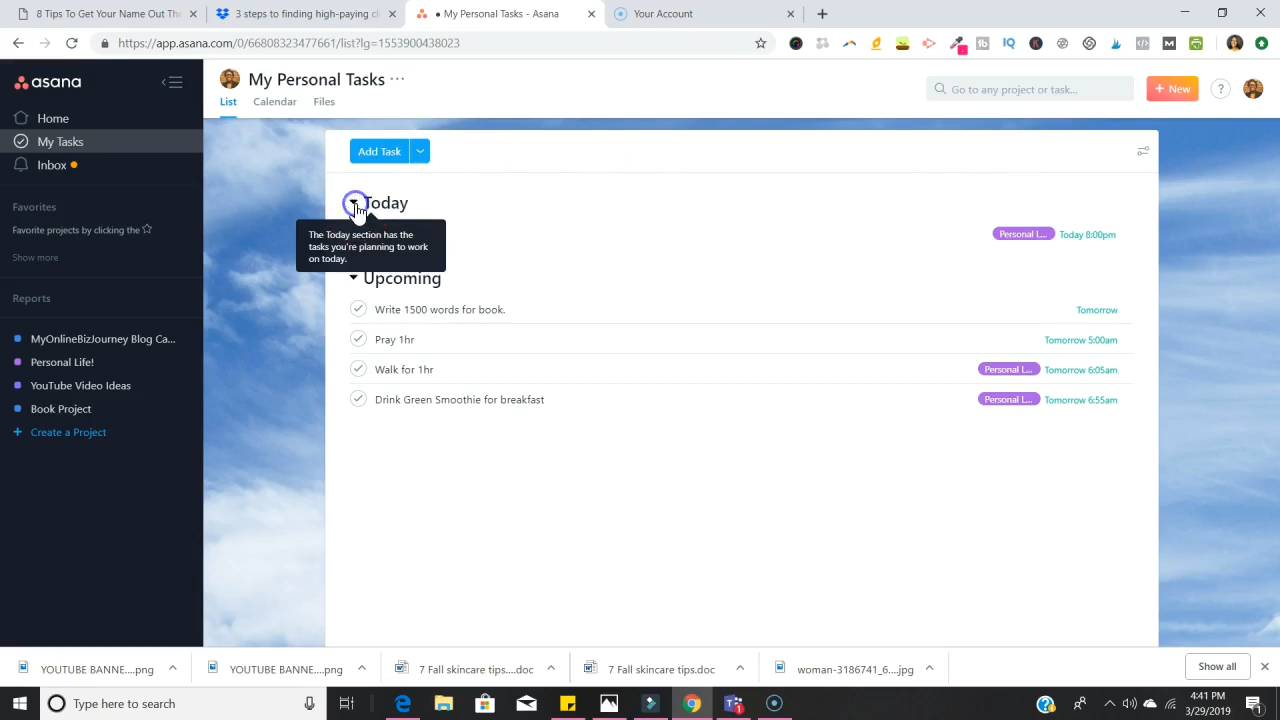 8 Tips To Get Your Name Out The
3 steps to finding high-paying cl
• My Personal Tasks - Asana
Your Account
https://app.asana.com/0/66808323477661/list?lg=1553900438023
asana
My Personal Tasks
List
Calendar
Files
Go to any project or task...
+ New
?
Home
My Tasks
Inbox
Favorites
Favorite projects by clicking the
Show more
Reports
MyOnlineBizJourney Blog Ca...
Personal Life!
YouTube Video Ideas
Book Project
+ Create a Project
Add Task
Today
The Today section has the
tasks you're planning to work
on today.
Personal L...
Today 8:00pm
Upcoming
Write 1500 words for book.
Tomorrow
Pray 1hr
Tomorrow 5:00am
Walk for 1hr
Personal L...
Tomorrow 6:05am
Drink Green Smoothie for breakfast
Personal L...
Tomorrow 6:55am
YOUTUBE BANNE....png
YOUTUBE BANNE....png
7 Fall skincare tips....doc
7 Fall skincare tips.doc
woman-3186741_6....jpg
Show all
Type here to search
4:41 PM
3/29/2019